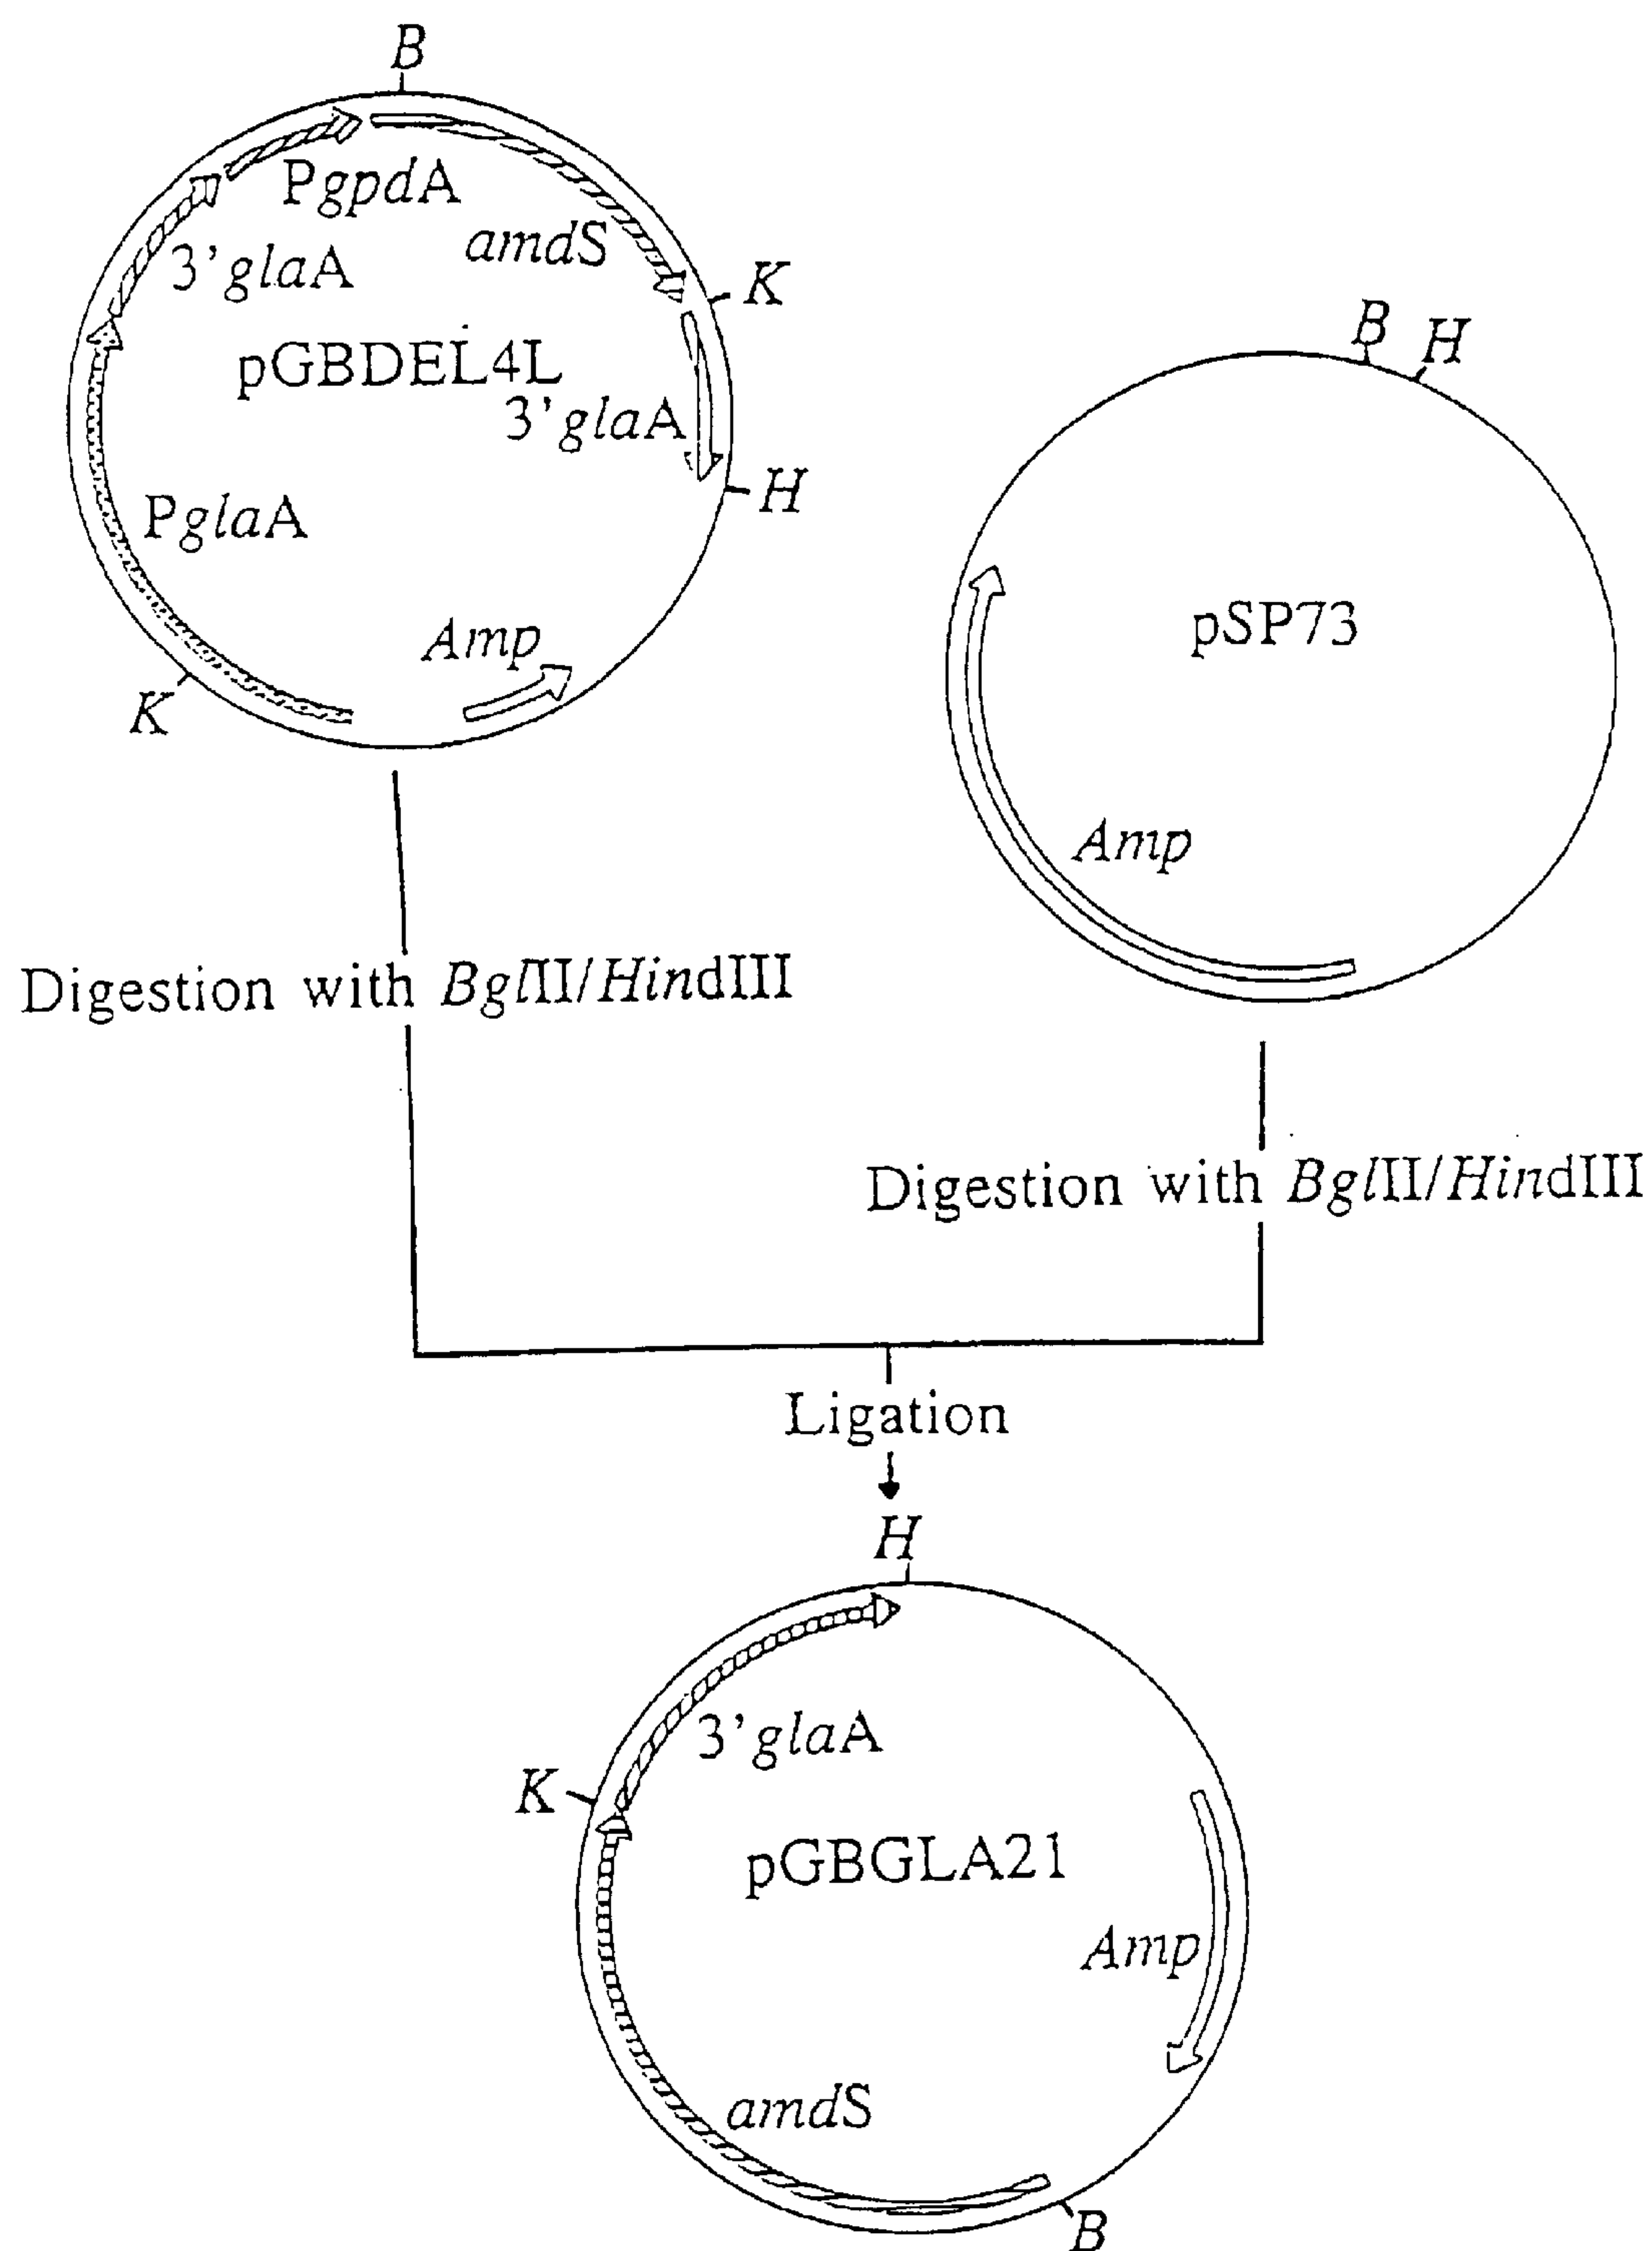 B
PgpdA
amdS
3'glaA
K
pGBDEL4L
3'glaA
H
PglaA
Amp
K
B H
pSP73
Amp
Digestion with BglII/HindIII
Digestion with BglII/HindIII
Ligation
H
3'glaA
K
pGBGLA21
Amp
amdS
B